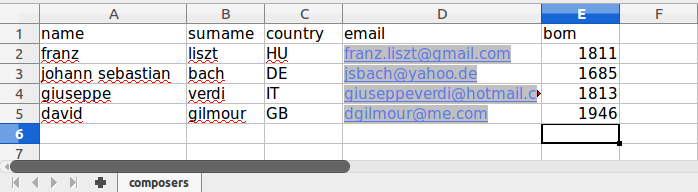 A B C D E F
1 name surname country email born
2 franz liszt HU franz.liszt@gmail.com 1811
3 johann sebastian bach DE jsbach@yahoo.de 1685
4 giuseppe verdi IT giuseppeverdi@hotmail.c 1813
5 david gilmour GB dgilmour@me.com 1946
6
7
composers